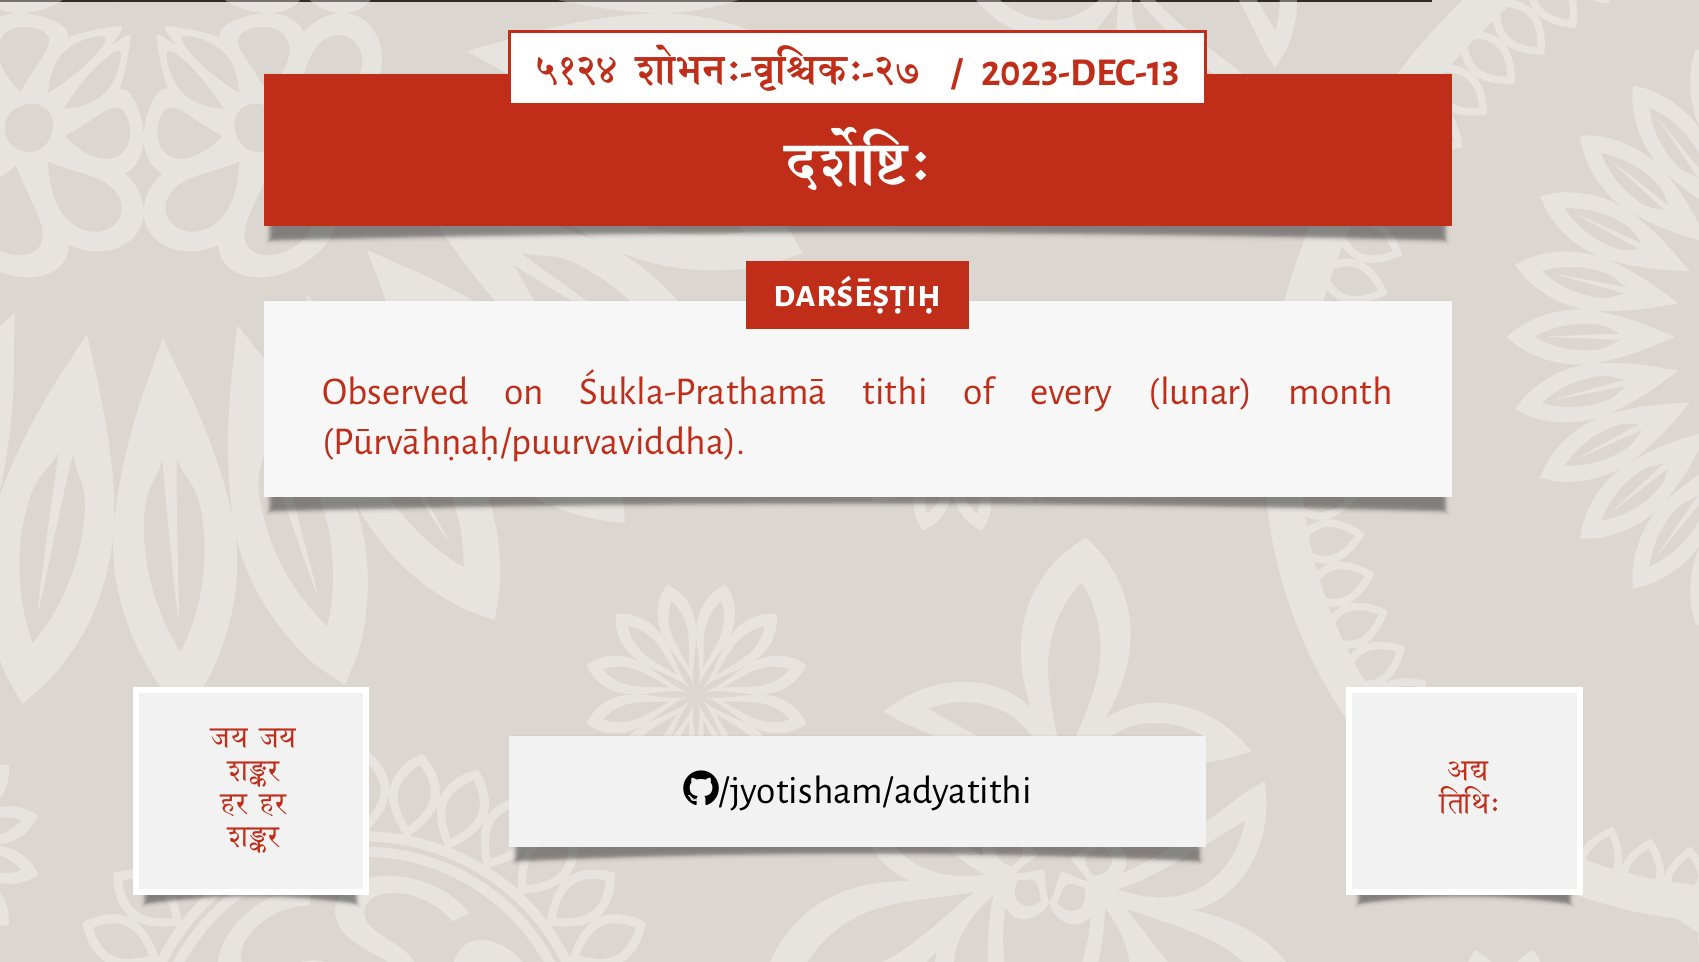 ५१२४ शोभनः-वृश्चिकः-२७ / 2023-DEC-13
दर्शेष्टिः
DARŚĒṢṬIḤ
Observed on Śukla-Prathamā tithi of every (lunar) month
(Pūrvāhṇaḥ/puurvaviddha).
जय जय
शङ्कर
हर हर
शङ्कर
/jyotisham/adyatithi
अद्य
तिथिः